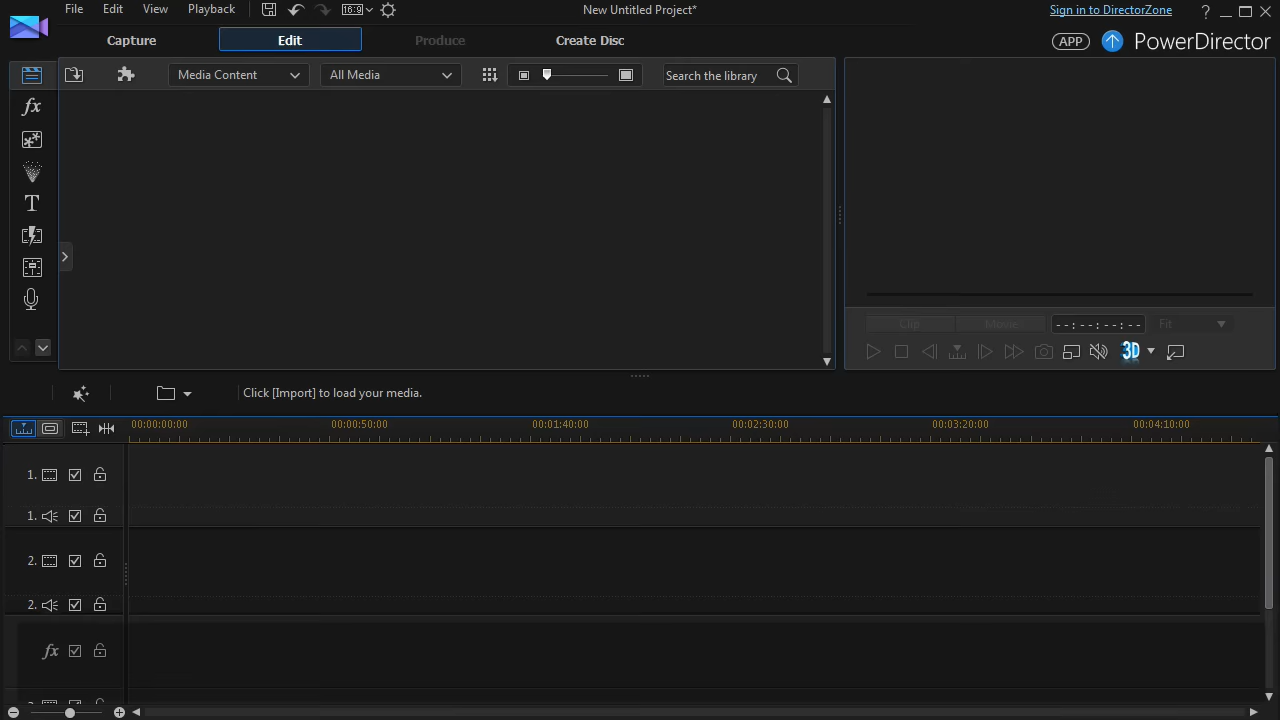 File Edit View Playback 16:9 New Untitled Project* Sign in to DirectorZone ?
Capture Edit Produce Create Disc APP PowerDirector
Media Content All Media Search the library
fx
T
Clip Movie --:--:--:-- Fit
3D
Click [Import] to load your media.
00:00:00:00 00:00:50:00 00:01:40:00 00:02:30:00 00:03:20:00 00:04:10:00
1.
1.
2.
2.
fx